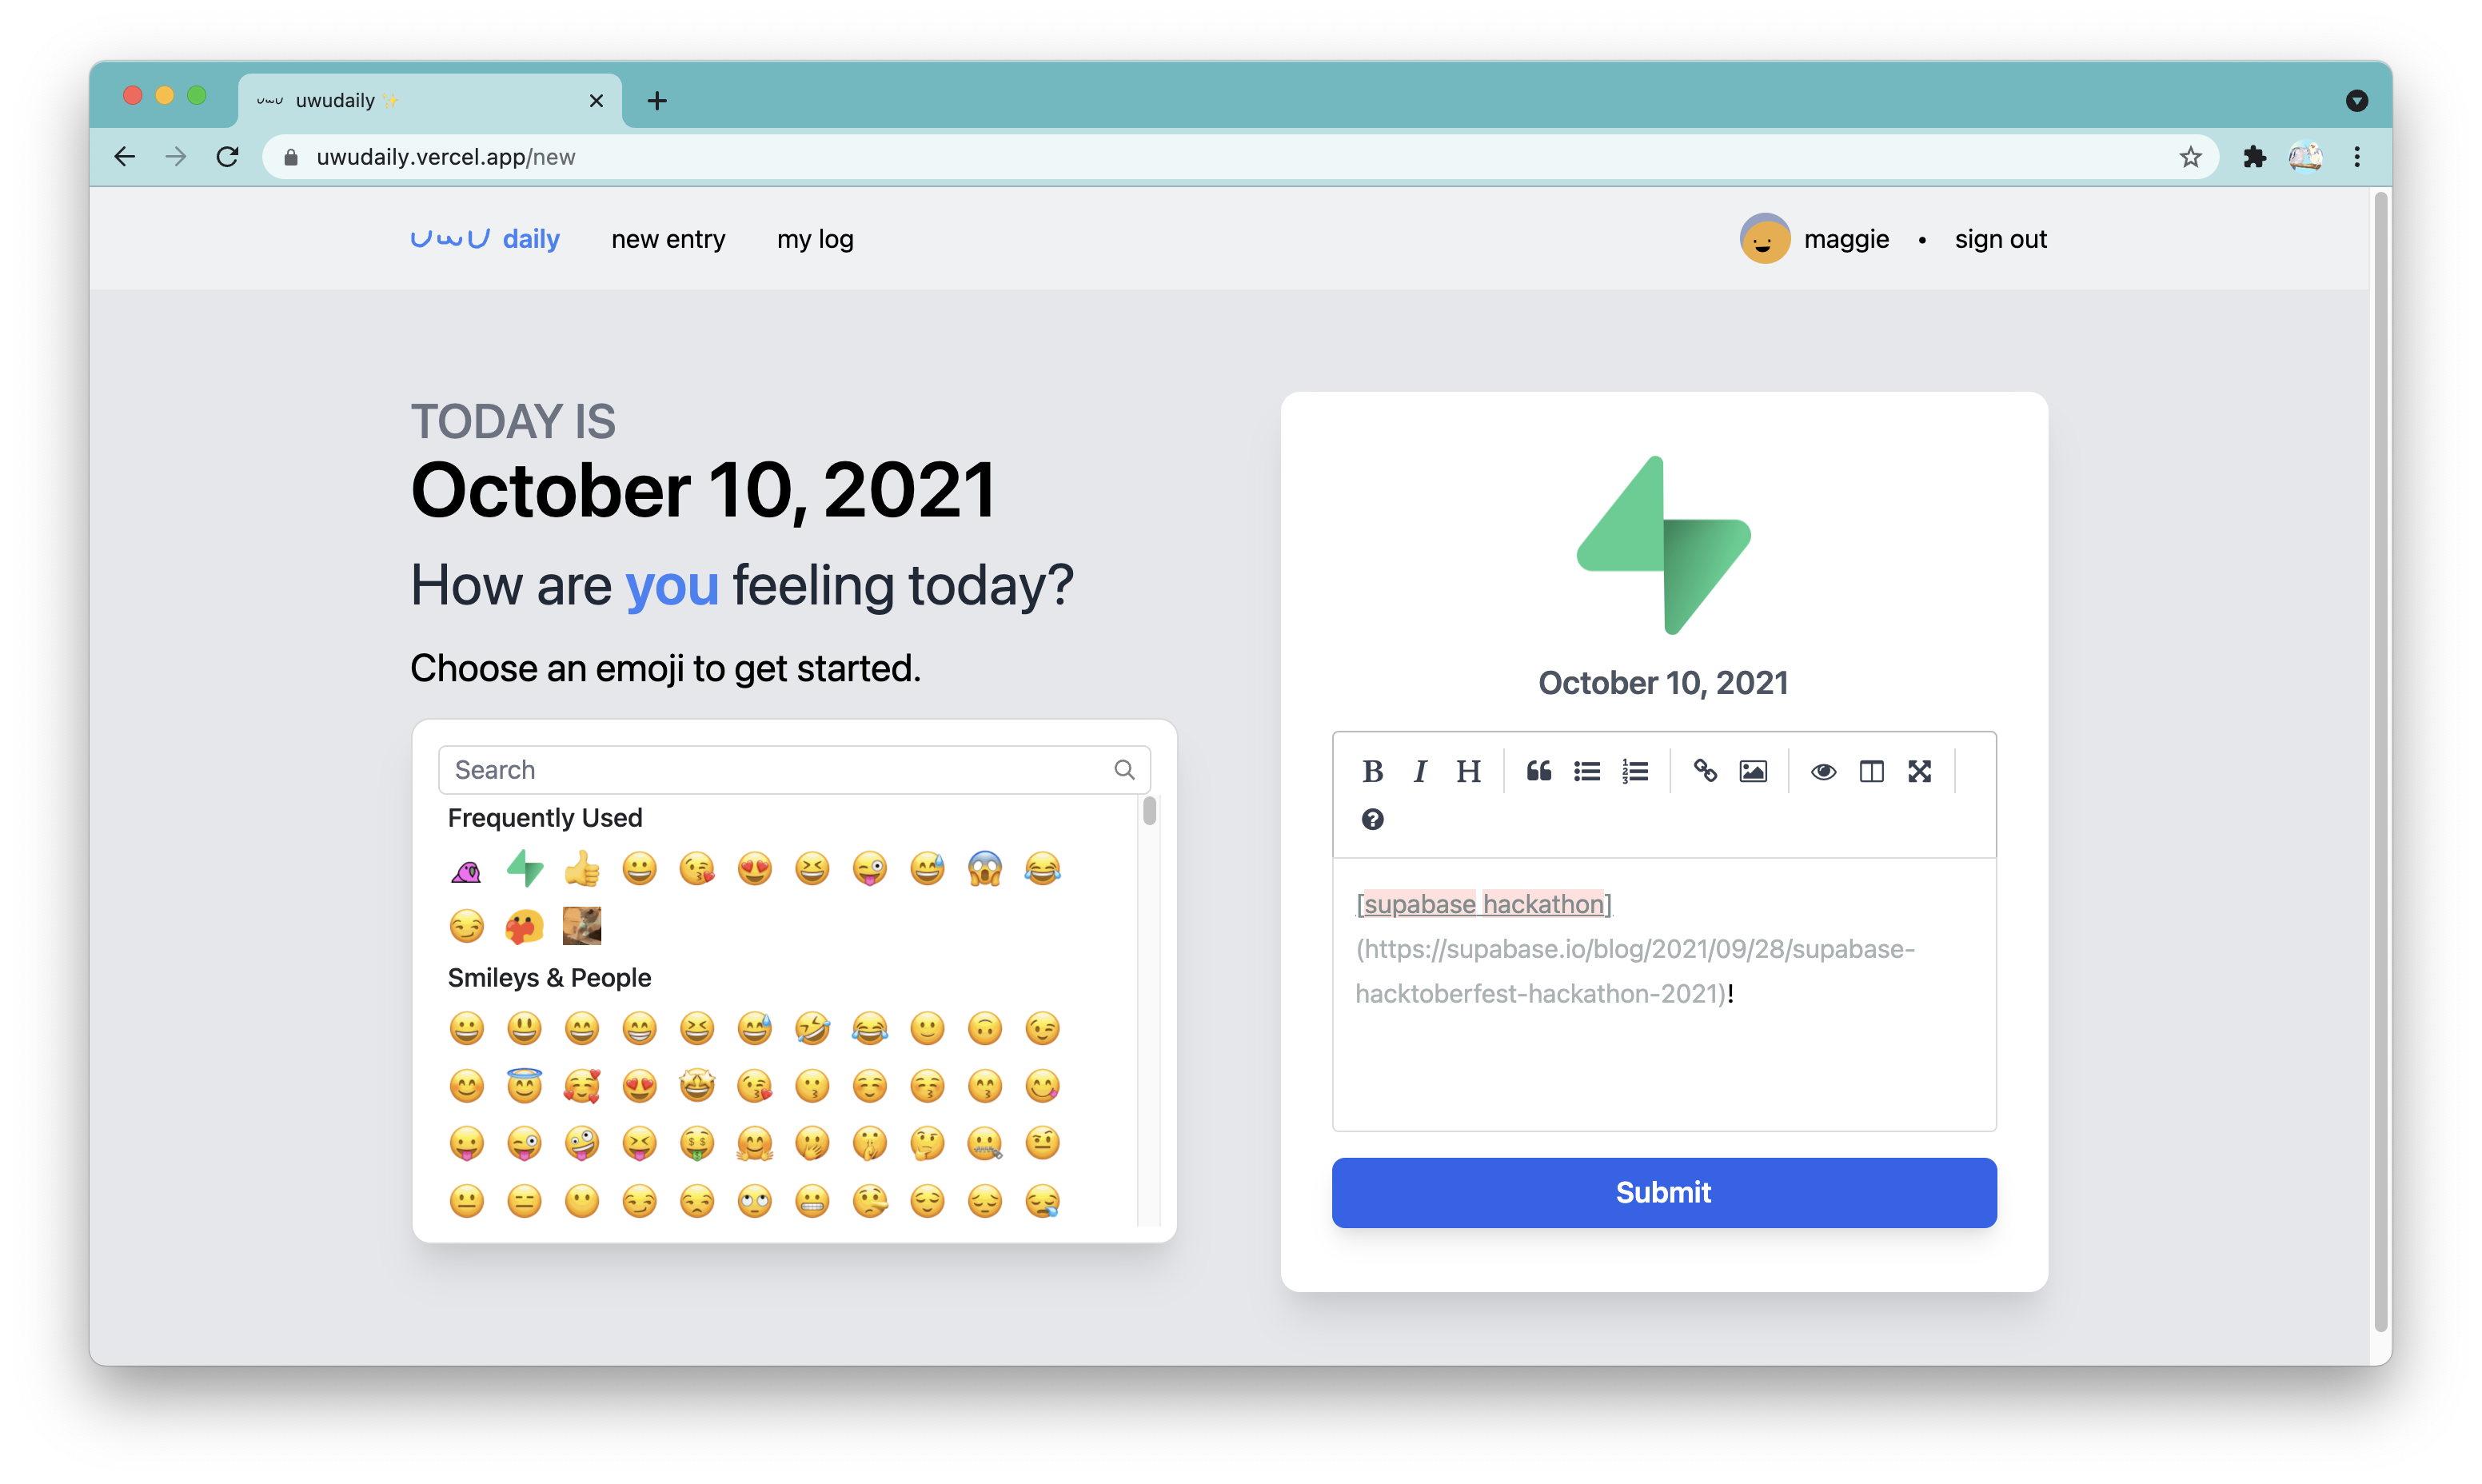 uwudaily ✨
uwudaily.vercel.app/new
uwu daily
new entry
my log
maggie • sign out
TODAY IS
October 10, 2021
How are you feeling today?
Choose an emoji to get started.
Search
Frequently Used
Smileys & People
October 10, 2021
B I H
[supabase hackathon]
(https://supabase.io/blog/2021/09/28/supabase-
hacktoberfest-hackathon-2021)!
Submit